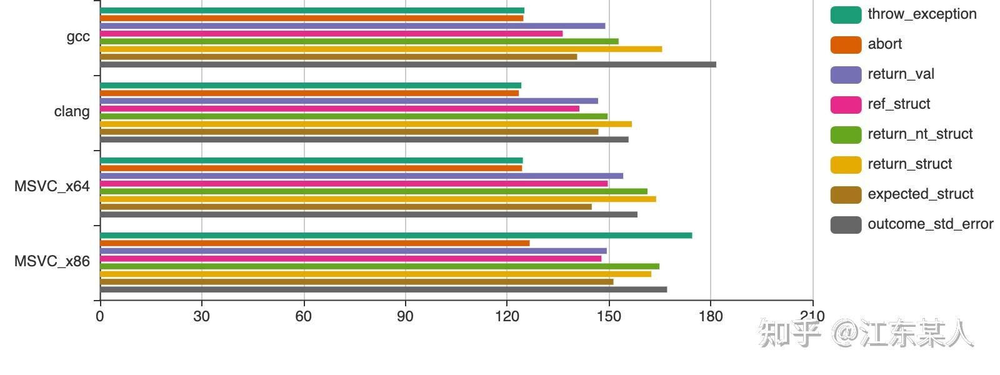 gcc
clang
MSVC_x64
MSVC_x86
0 30 60 90 120 150 180 210
throw_exception
abort
return_val
ref_struct
return_nt_struct
return_struct
expected_struct
outcome_std_error
知乎 @江东某人